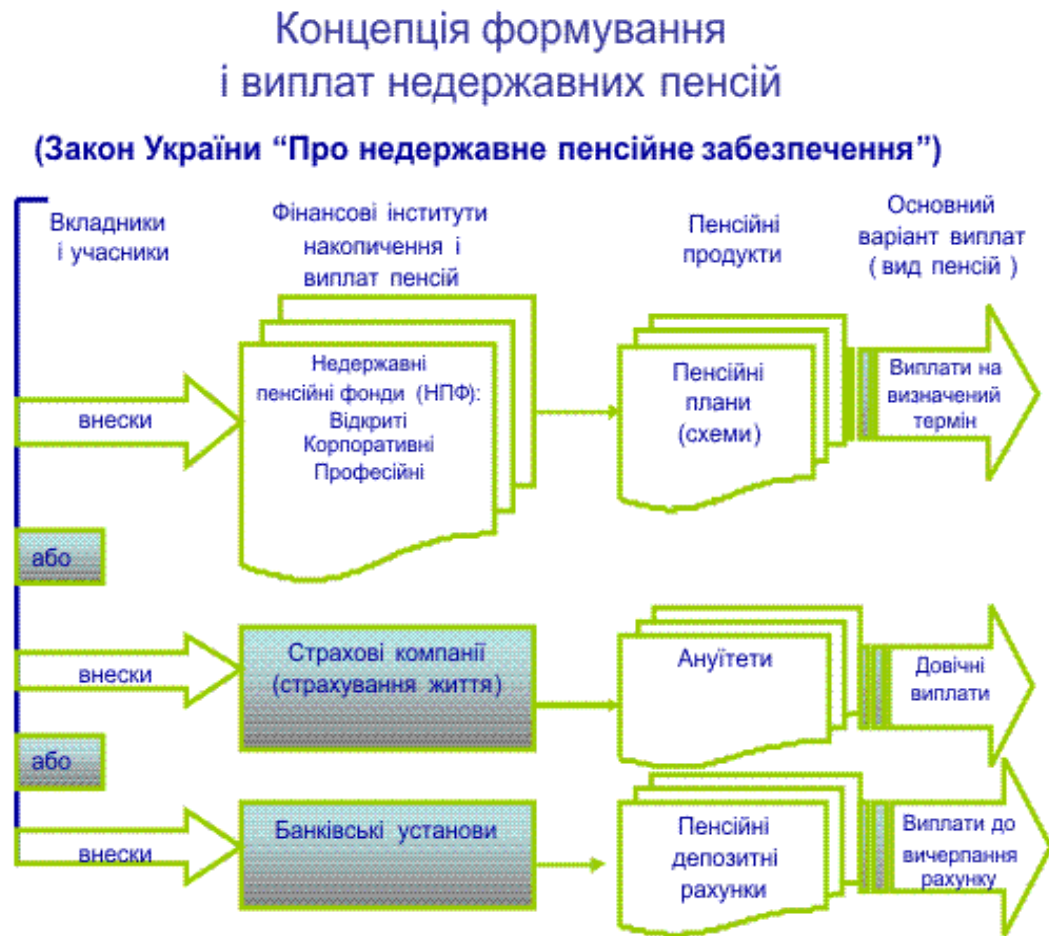 Концепція формування
і виплат недержавних пенсій
(Закон України “Про недержавне пенсійне забезпечення”)
Вкладники
і учасники
Фінансові інститути
накопичення і
виплат пенсій
Пенсійні
продукти
Основний
варіант виплат
( вид пенсій )
внески
Недержавні
пенсійні фонди (НПФ):
Відкриті
Корпоративні
Професійні
Пенсійні
плани
(схеми)
Виплати на
визначений
термін
або
внески
Страхові компанії
(страхування життя)
Ануїтети
Довічні
виплати
або
внески
Банківські установи
Пенсійні
депозитні
рахунки
Виплати до
вичерпання
рахунку